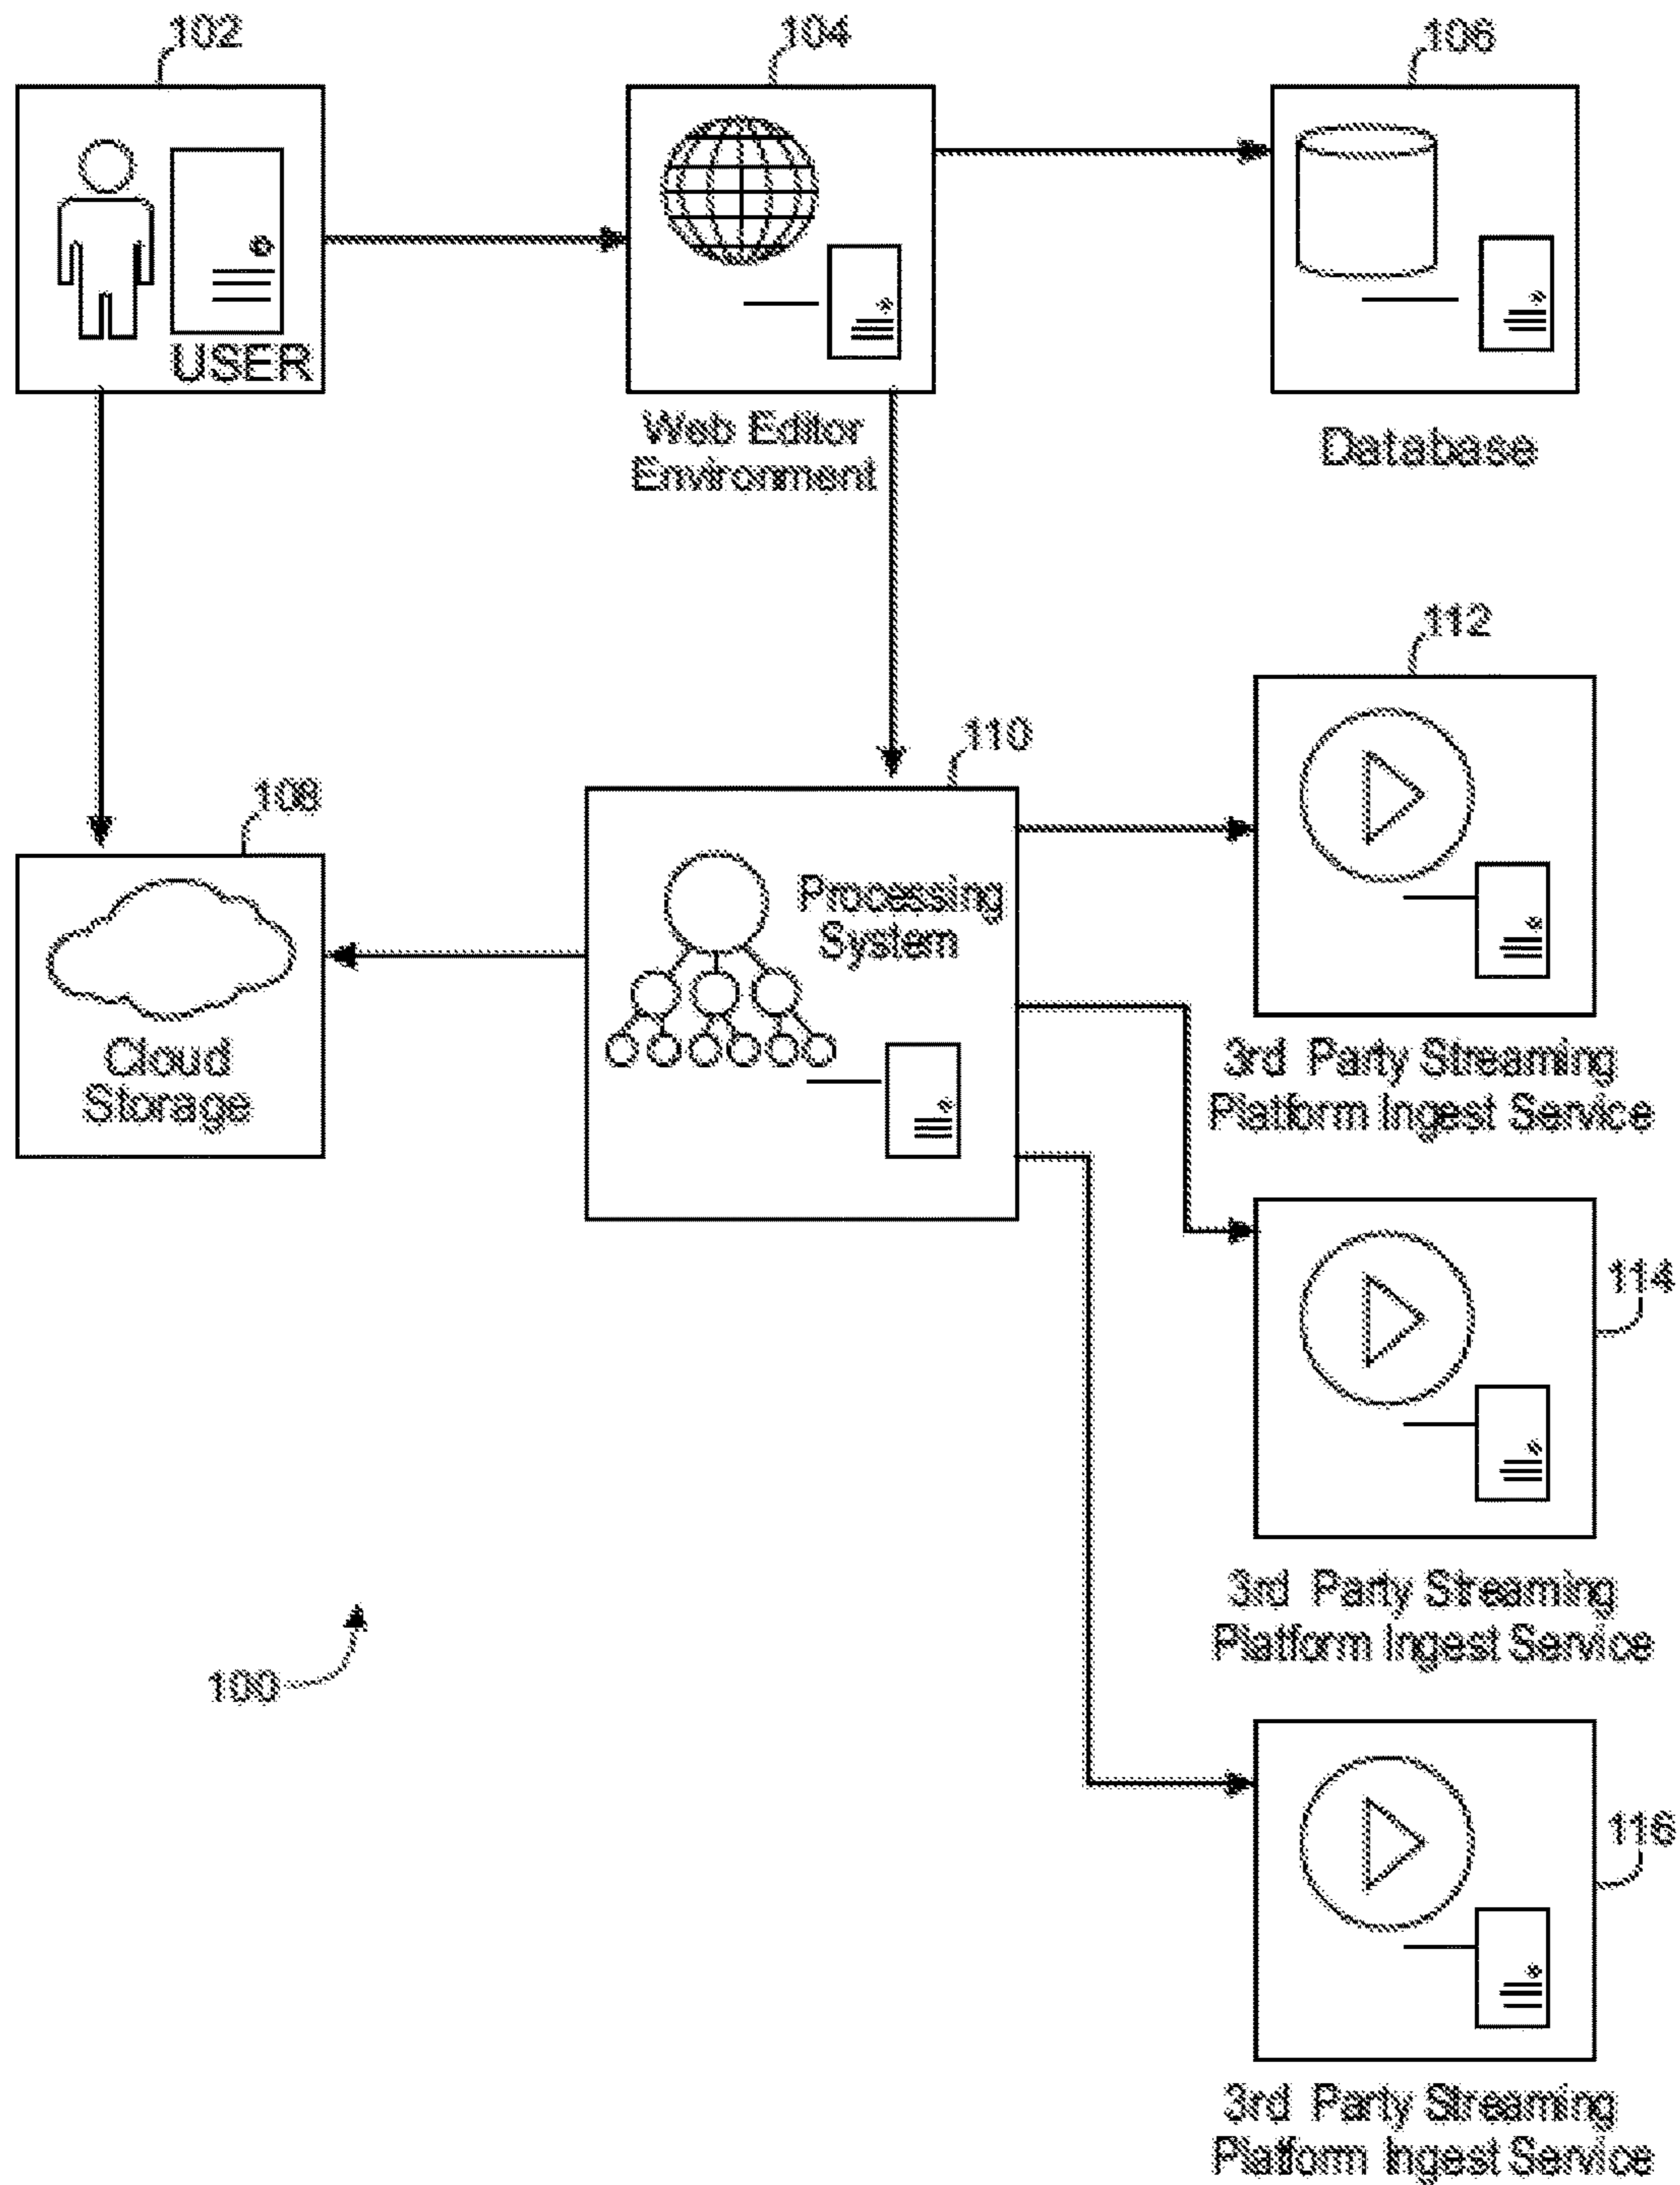 102
104
106
USER
Web Editor
Environment
Database
112
110
108
Processing
System
Cloud
Storage
3rd Party Streaming
Platform Ingest Service
114
3rd Party Streaming
Platform Ingest Service
100
116
3rd Party Streaming
Platform Ingest Service